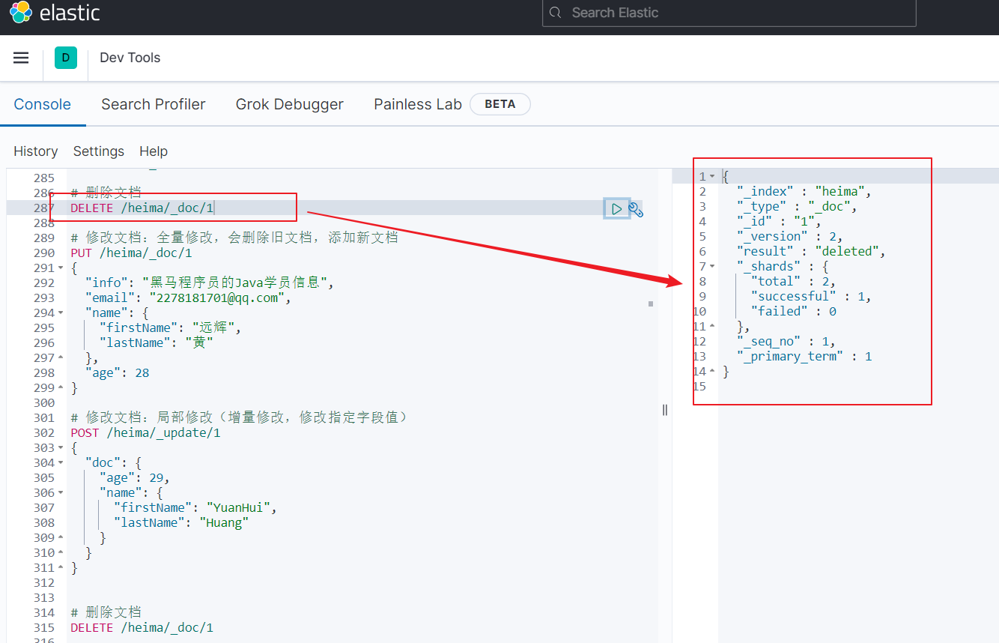 elastic
Search Elastic
D
Dev Tools
Console
Search Profiler
Grok Debugger
Painless Lab
BETA
History
Settings
Help
285
286 # 删除文档
287 DELETE /heima/_doc/1
288
289 # 修改文档：全量修改，会删除旧文档，添加新文档
290 PUT /heima/_doc/1
291 {
292 "info": "黑马程序员的Java学员信息",
293 "email": "2278181701@qq.com",
294 "name": {
295 "firstName": "远辉",
296 "lastName": "黄"
297 },
298 "age": 28
299 }
300
301 # 修改文档：局部修改（增量修改，修改指定字段值）
302 POST /heima/_update/1
303 {
304 "doc": {
305 "age": 29,
306 "name": {
307 "firstName": "YuanHui",
308 "lastName": "Huang"
309 }
310 }
311 }
312
313
314 # 删除文档
315 DELETE /heima/_doc/1
316
1 {
2 "_index" : "heima",
3 "_type" : "_doc",
4 "_id" : "1",
5 "_version" : 2,
6 "result" : "deleted",
7 "_shards" : {
8 "total" : 2,
9 "successful" : 1,
10 "failed" : 0
11 },
12 "_seq_no" : 1,
13 "_primary_term" : 1
14 }
15